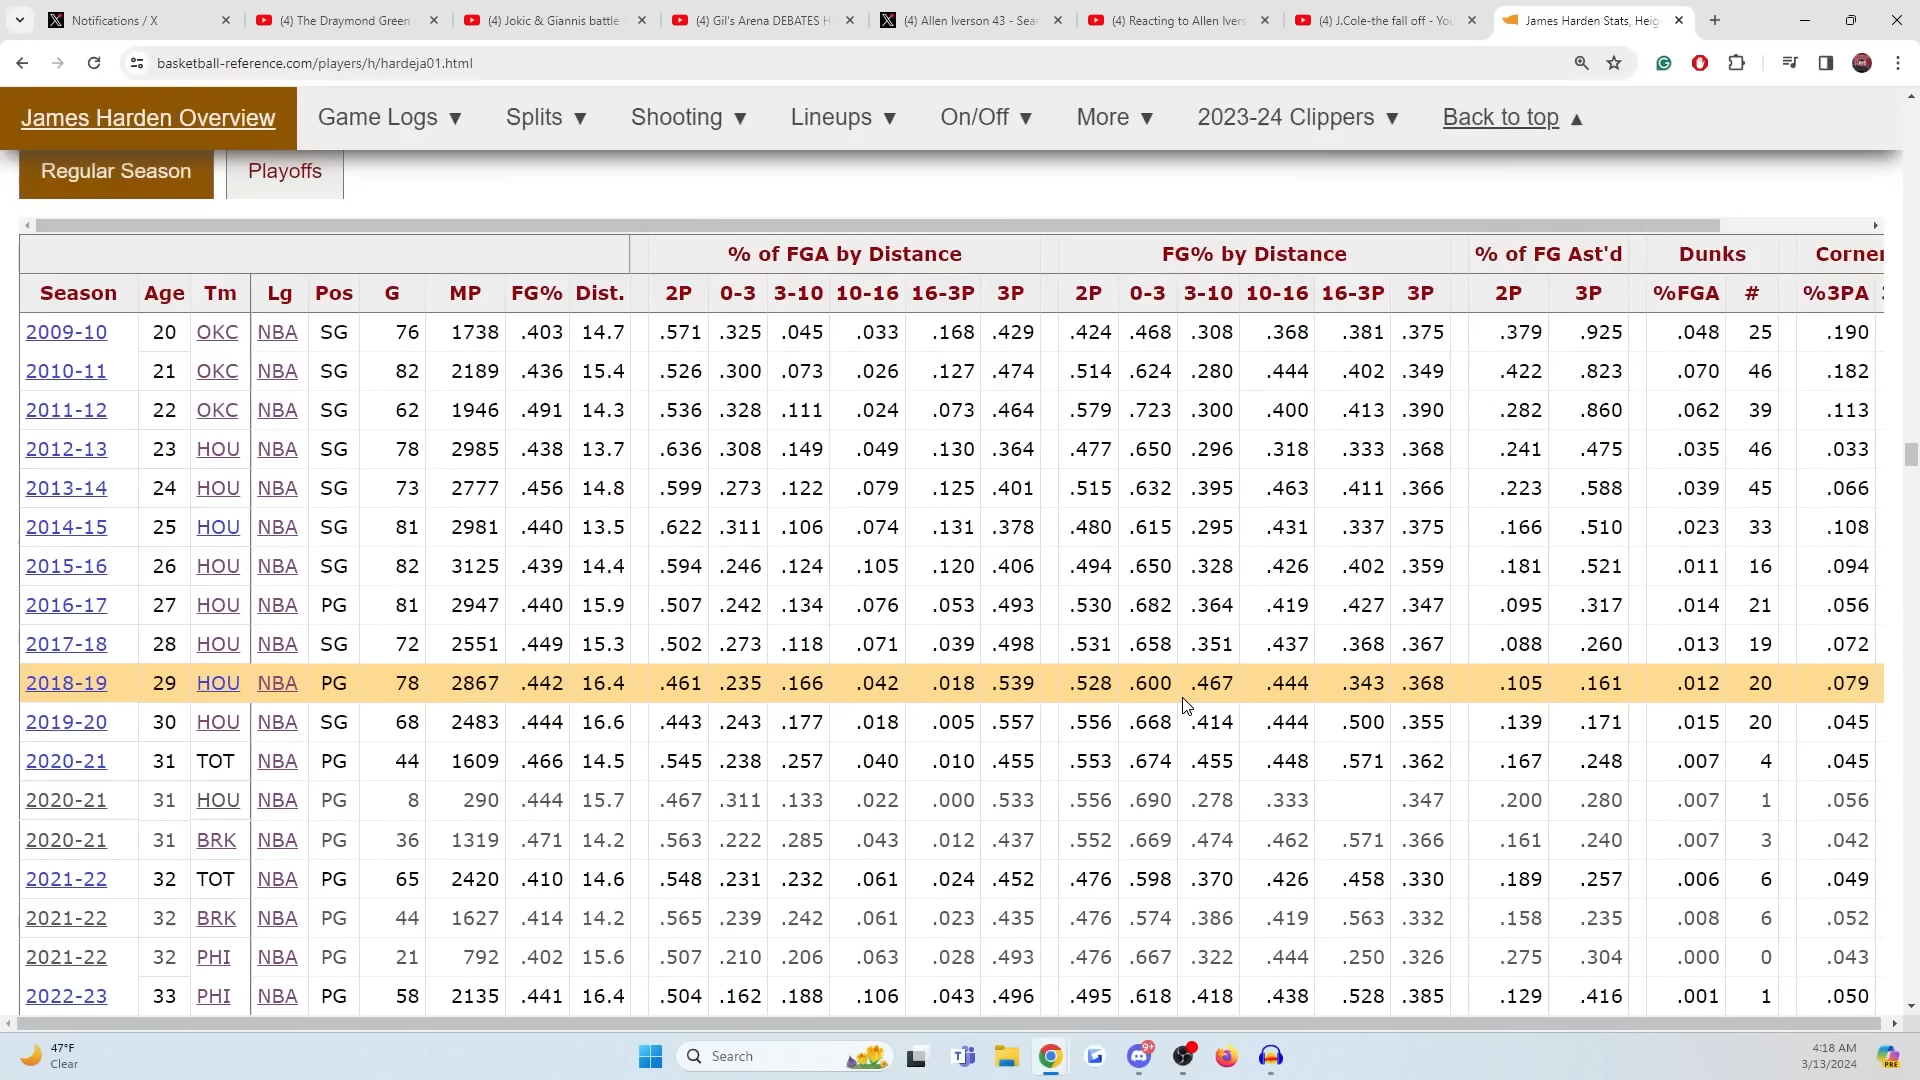 Notifications / X
(4) The Draymond Green
(4) Jokic & Giannis battle
(4) Gil's Arena DEBATES H
(4) Allen Iverson 43 - Sear
(4) Reacting to Allen Ivers
(4) J.Cole-the fall off - You
James Harden Stats, Heig
basketball-reference.com/players/h/hardeja01.html
James Harden Overview Game Logs ▼ Splits ▼ Shooting ▼ Lineups ▼ On/Off ▼ More ▼ 2023-24 Clippers ▼ Back to top ▲
Regular Season Playoffs
% of FGA by Distance FG% by Distance % of FG Ast'd Dunks Corner
Season Age Tm Lg Pos G MP FG% Dist. 2P 0-3 3-10 10-16 16-3P 3P 2P 0-3 3-10 10-16 16-3P 3P 2P 3P %FGA # %3PA
2009-10 20 OKC NBA SG 76 1738 .403 14.7 .571 .325 .045 .033 .168 .429 .424 .468 .308 .368 .381 .375 .379 .925 .048 25 .190
2010-11 21 OKC NBA SG 82 2189 .436 15.4 .526 .300 .073 .026 .127 .474 .514 .624 .280 .444 .402 .349 .422 .823 .070 46 .182
2011-12 22 OKC NBA SG 62 1946 .491 14.3 .536 .328 .111 .024 .073 .464 .579 .723 .300 .400 .413 .390 .282 .860 .062 39 .113
2012-13 23 HOU NBA SG 78 2985 .438 13.7 .636 .308 .149 .049 .130 .364 .477 .650 .296 .318 .333 .368 .241 .475 .035 46 .033
2013-14 24 HOU NBA SG 73 2777 .456 14.8 .599 .273 .122 .079 .125 .401 .515 .632 .395 .463 .411 .366 .223 .588 .039 45 .066
2014-15 25 HOU NBA SG 81 2981 .440 13.5 .622 .311 .106 .074 .131 .378 .480 .615 .295 .431 .337 .375 .166 .510 .023 33 .108
2015-16 26 HOU NBA SG 82 3125 .439 14.4 .594 .246 .124 .105 .120 .406 .494 .650 .328 .426 .402 .359 .181 .521 .011 16 .094
2016-17 27 HOU NBA PG 81 2947 .440 15.9 .507 .242 .134 .076 .053 .493 .530 .682 .364 .419 .427 .347 .095 .317 .014 21 .056
2017-18 28 HOU NBA SG 72 2551 .449 15.3 .502 .273 .118 .071 .039 .498 .531 .658 .351 .437 .368 .367 .088 .260 .013 19 .072
2018-19 29 HOU NBA PG 78 2867 .442 16.4 .461 .235 .166 .042 .018 .539 .528 .600 .467 .444 .343 .368 .105 .161 .012 20 .079
2019-20 30 HOU NBA SG 68 2483 .444 16.6 .443 .243 .177 .018 .005 .557 .556 .668 .414 .444 .500 .355 .139 .171 .015 20 .045
2020-21 31 TOT NBA PG 44 1609 .466 14.5 .545 .238 .257 .040 .010 .455 .553 .674 .455 .448 .571 .362 .167 .248 .007 4 .045
2020-21 31 HOU NBA PG 8 290 .444 15.7 .467 .311 .133 .022 .000 .533 .556 .690 .278 .333 .347 .200 .280 .007 1 .056
2020-21 31 BRK NBA PG 36 1319 .471 14.2 .563 .222 .285 .043 .012 .437 .552 .669 .474 .462 .571 .366 .161 .240 .007 3 .042
2021-22 32 TOT NBA PG 65 2420 .410 14.6 .548 .231 .232 .061 .024 .452 .476 .598 .370 .426 .458 .330 .189 .257 .006 6 .049
2021-22 32 BRK NBA PG 44 1627 .414 14.2 .565 .239 .242 .061 .023 .435 .476 .574 .386 .419 .563 .332 .158 .235 .008 6 .052
2021-22 32 PHI NBA PG 21 792 .402 15.6 .507 .210 .206 .063 .028 .493 .476 .667 .322 .444 .250 .326 .275 .304 .000 0 .043
2022-23 33 PHI NBA PG 58 2135 .441 16.4 .504 .162 .188 .106 .043 .496 .495 .618 .418 .438 .528 .385 .129 .416 .001 1 .050
47°F
Clear
Search
9+
4:18 AM
3/13/2024
PRE